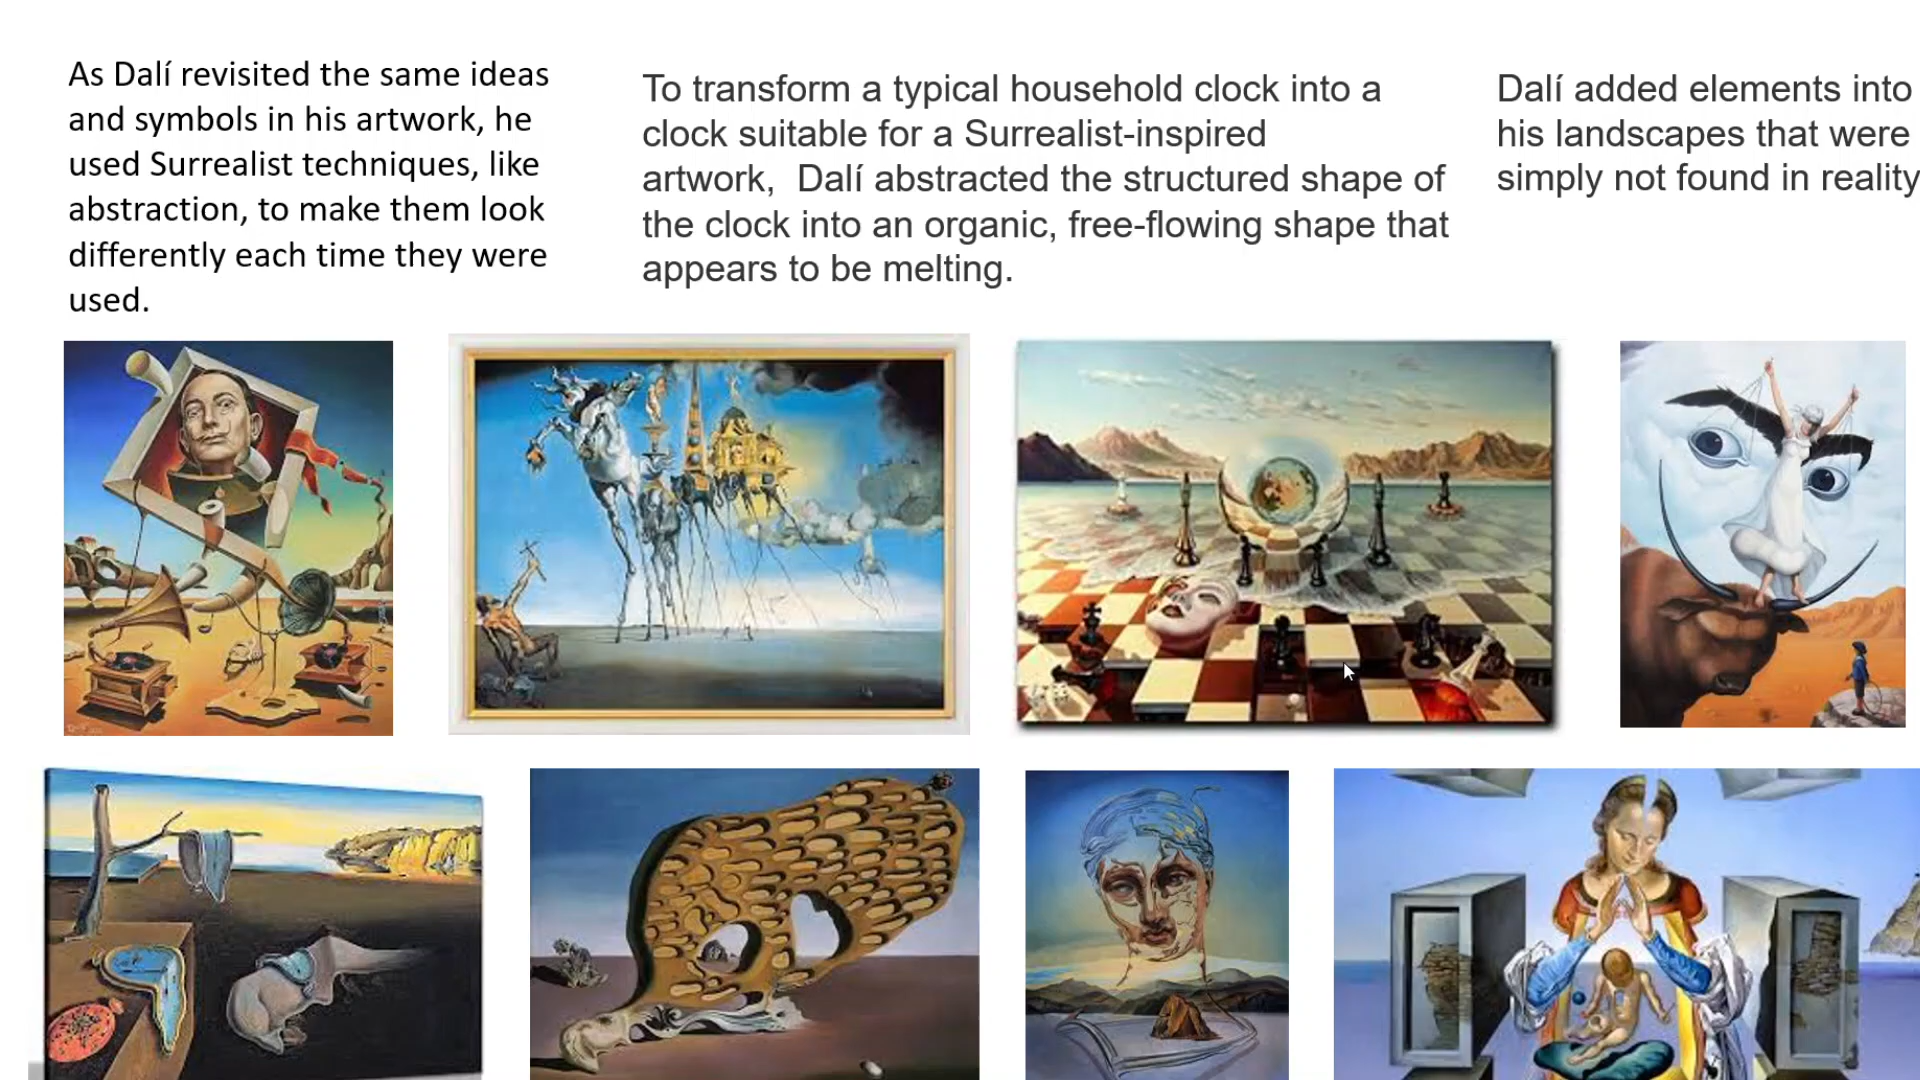 As Dalí revisited the same ideas
and symbols in his artwork, he
used Surrealist techniques, like
abstraction, to make them look
differently each time they were
used.
To transform a typical household clock into a
clock suitable for a Surrealist-inspired
artwork,  Dalí abstracted the structured shape of
the clock into an organic, free-flowing shape that
appears to be melting.
Dalí added elements into
his landscapes that were
simply not found in reality